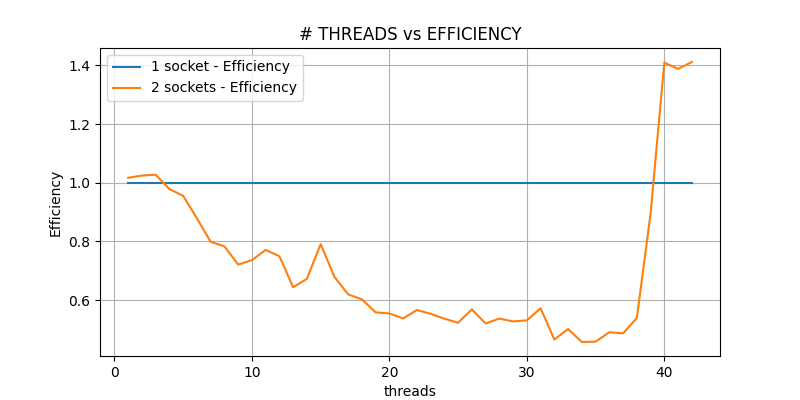 # THREADS vs EFFICIENCY
1 socket - Efficiency
2 sockets - Efficiency
Efficiency
1.4
1.2
1.0
0.8
0.6
0
10
20
30
40
threads